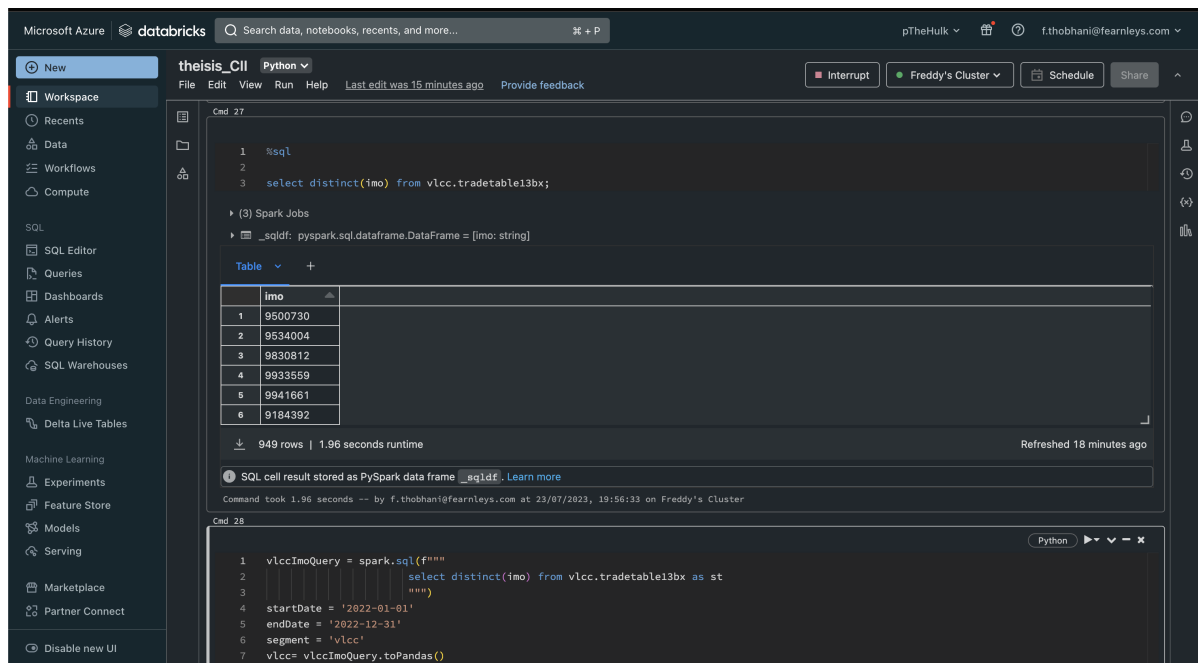 Microsoft Azure databricks Search data, notebooks, recents, and more... ⌘ + P pTheHulk f.thobhani@fearnleys.com
New
Workspace
Recents
Data
Workflows
Compute
SQL
SQL Editor
Queries
Dashboards
Alerts
Query History
SQL Warehouses
Data Engineering
Delta Live Tables
Machine Learning
Experiments
Feature Store
Models
Serving
Marketplace
Partner Connect
Disable new UI
theisis_CII Python
Interrupt Freddy's Cluster Schedule Share
File Edit View Run Help Last edit was 15 minutes ago Provide feedback
Cmd 27
1 %sql
2
3 select distinct(imo) from vlcc.tradetable13bx;
(3) Spark Jobs
_sqldf: pyspark.sql.dataframe.DataFrame = [imo: string]
Table +
imo
1 9500730
2 9534004
3 9830812
4 9933559
5 9941661
6 9184392
949 rows | 1.96 seconds runtime Refreshed 18 minutes ago
SQL cell result stored as PySpark data frame _sqldf. Learn more
Command took 1.96 seconds -- by f.thobhani@fearnleys.com at 23/07/2023, 19:56:33 on Freddy's Cluster
Cmd 28
Python
1 vlccImoQuery = spark.sql(f"""
2 select distinct(imo) from vlcc.tradetable13bx as st
3 """)
4 startDate = '2022-01-01'
5 endDate = '2022-12-31'
6 segment = 'vlcc'
7 vlcc= vlccImoQuery.toPandas()